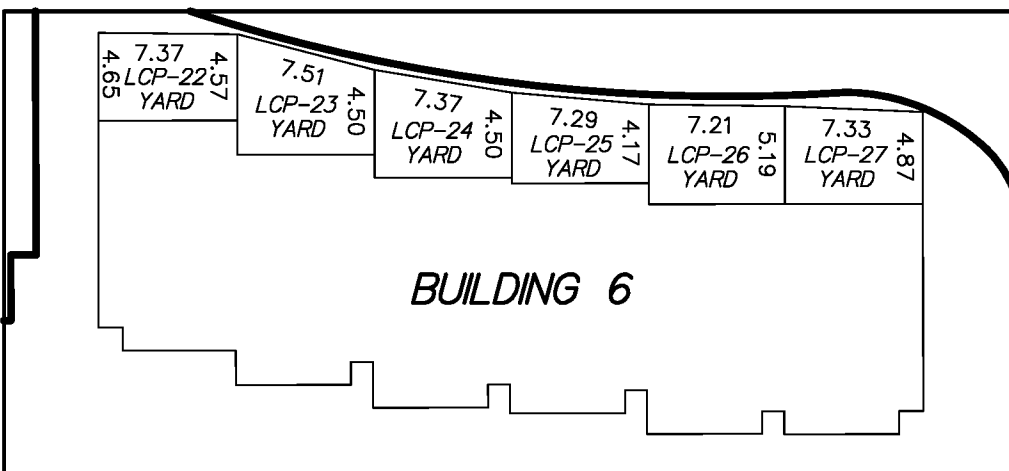 4.65
7.37
LCP-22
YARD
4.57
7.51
LCP-23
YARD
4.50
7.37
LCP-24
YARD
4.50
7.29
LCP-25
YARD
4.17
7.21
LCP-26
YARD
5.19
7.33
LCP-27
YARD
4.87
BUILDING 6